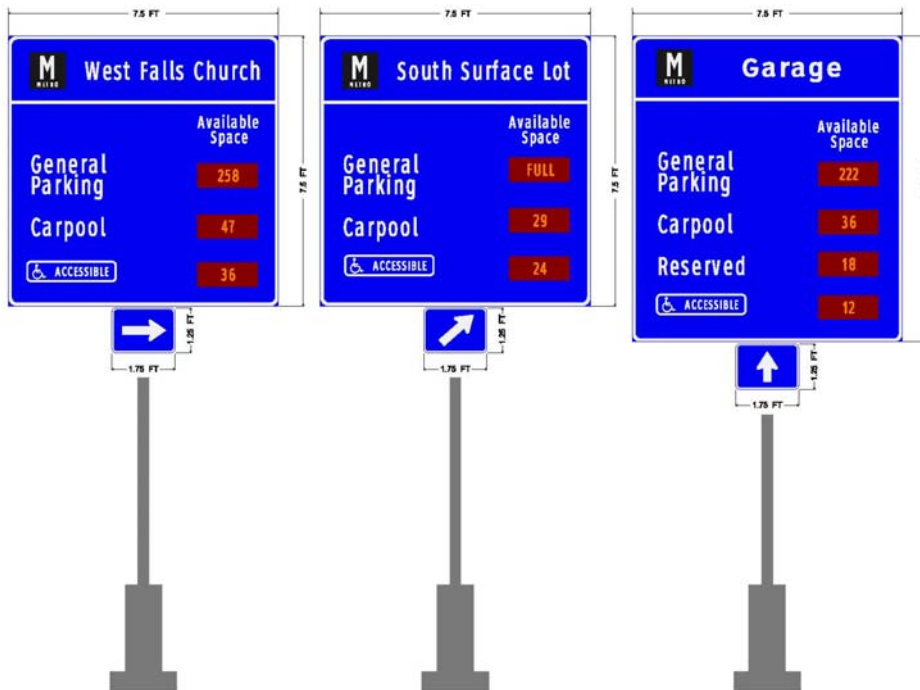 7.5 FT
M
METRO
West Falls Church
Available
Space
General
Parking
258
Carpool
47
ACCESSIBLE
36
7.5 FT
1.25 FT
1.75 FT
7.5 FT
M
METRO
South Surface Lot
Available
Space
General
Parking
FULL
Carpool
29
ACCESSIBLE
24
7.5 FT
1.25 FT
1.75 FT
7.5 FT
M
METRO
Garage
Available
Space
General
Parking
222
Carpool
36
Reserved
18
ACCESSIBLE
12
1.25 FT
1.75 FT